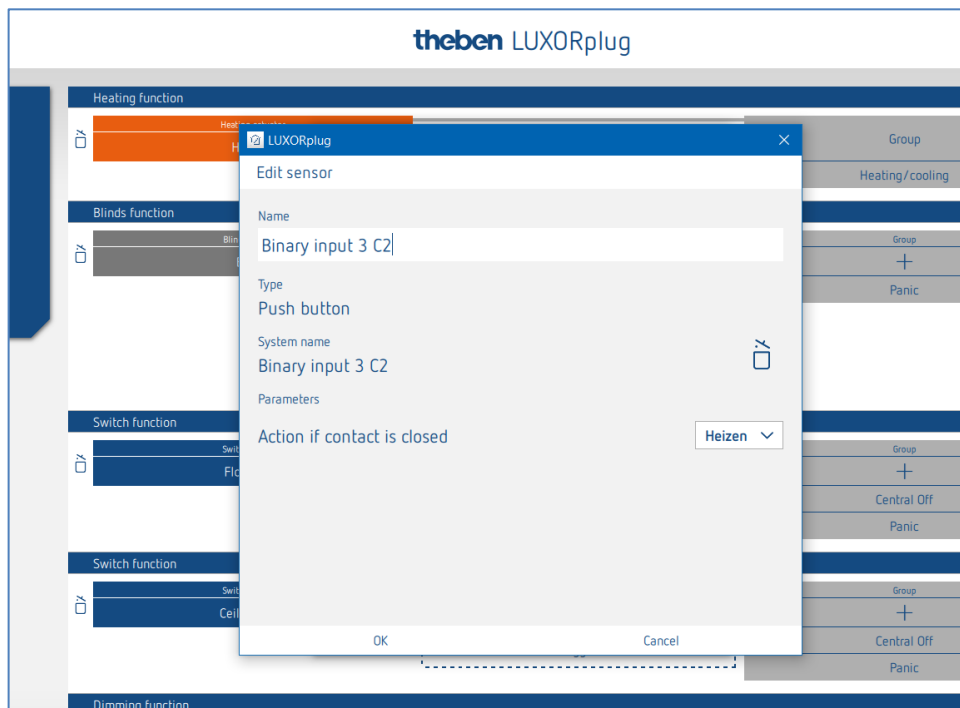 theben LUXORplug
Heating function
Group
Heating/cooling
LUXORplug
Edit sensor
Name
Binary input 3 C2
Type
Push button
System name
Binary input 3 C2
Parameters
Action if contact is closed
Heizen
OK
Cancel
Blinds function
Group
+
Panic
Switch function
Group
+
Central Off
Panic
Switch function
Group
+
Central Off
Panic
Dimming function